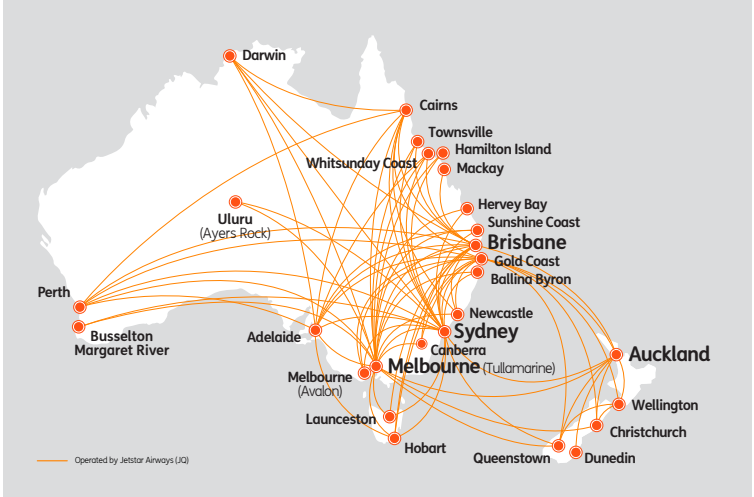 Darwin
Cairns
Townsville
Hamilton Island
Whitsunday Coast
Mackay
Uluru
(Ayers Rock)
Hervey Bay
Sunshine Coast
Brisbane
Gold Coast
Ballina Byron
Perth
Busselton
Margaret River
Adelaide
Newcastle
Sydney
Canberra
Melbourne (Tullamarine)
Melbourne
(Avalon)
Auckland
Launceston
Hobart
Wellington
Christchurch
Queenstown
Dunedin
Operated by Jetstar Airways (JQ)